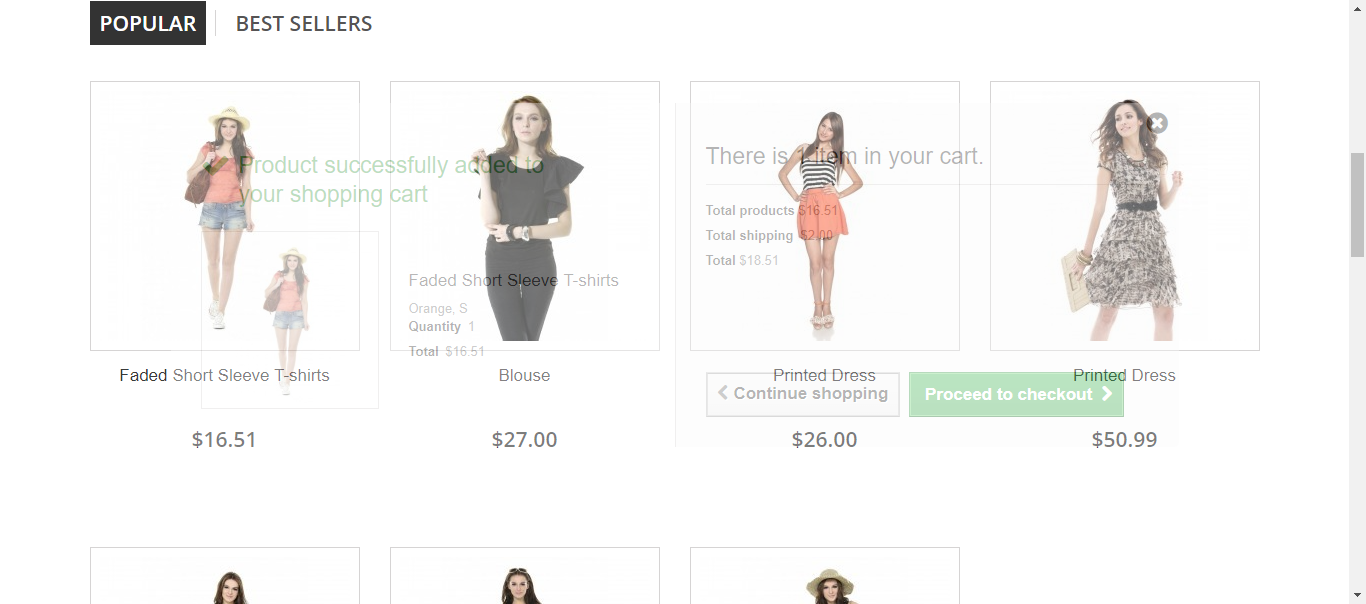 POPULAR
BEST SELLERS
Product successfully added to
your shopping cart
There is 1 item in your cart.
Total products $16.51
Total shipping $2.00
Total $18.51
Faded Short Sleeve T-shirts
Orange, S
Quantity 1
Total $16.51
Continue shopping
Proceed to checkout
Faded Short Sleeve T-shirts
Blouse
Printed Dress
Printed Dress
$16.51
$27.00
$26.00
$50.99